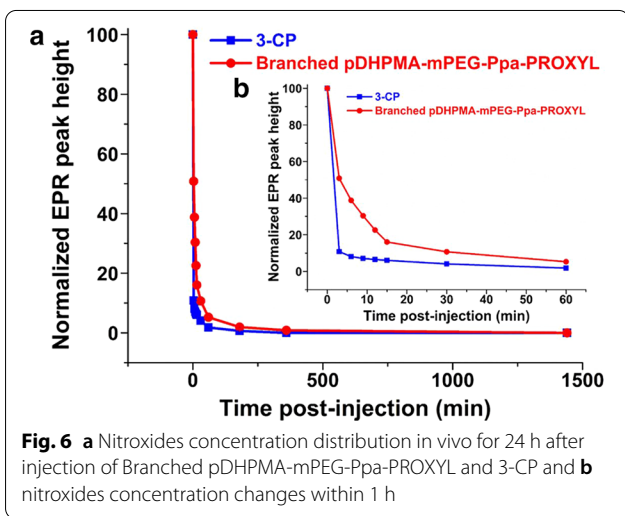 a
100
80
60
40
20
0
Normalized EPR peak height
3-CP
Branched pDHPMA-mPEG-Ppa-PROXYL
b
100
80
60
40
20
0
Normalized EPR peak height
3-CP
Branched pDHPMA-mPEG-Ppa-PROXYL
0 10 20 30 40 50 60
Time post-injection (min)
0 500 1000 1500
Time post-injection (min)
Fig. 6 a Nitroxides concentration distribution in vivo for 24 h after
injection of Branched pDHPMA-mPEG-Ppa-PROXYL and 3-CP and b
nitroxides concentration changes within 1 h